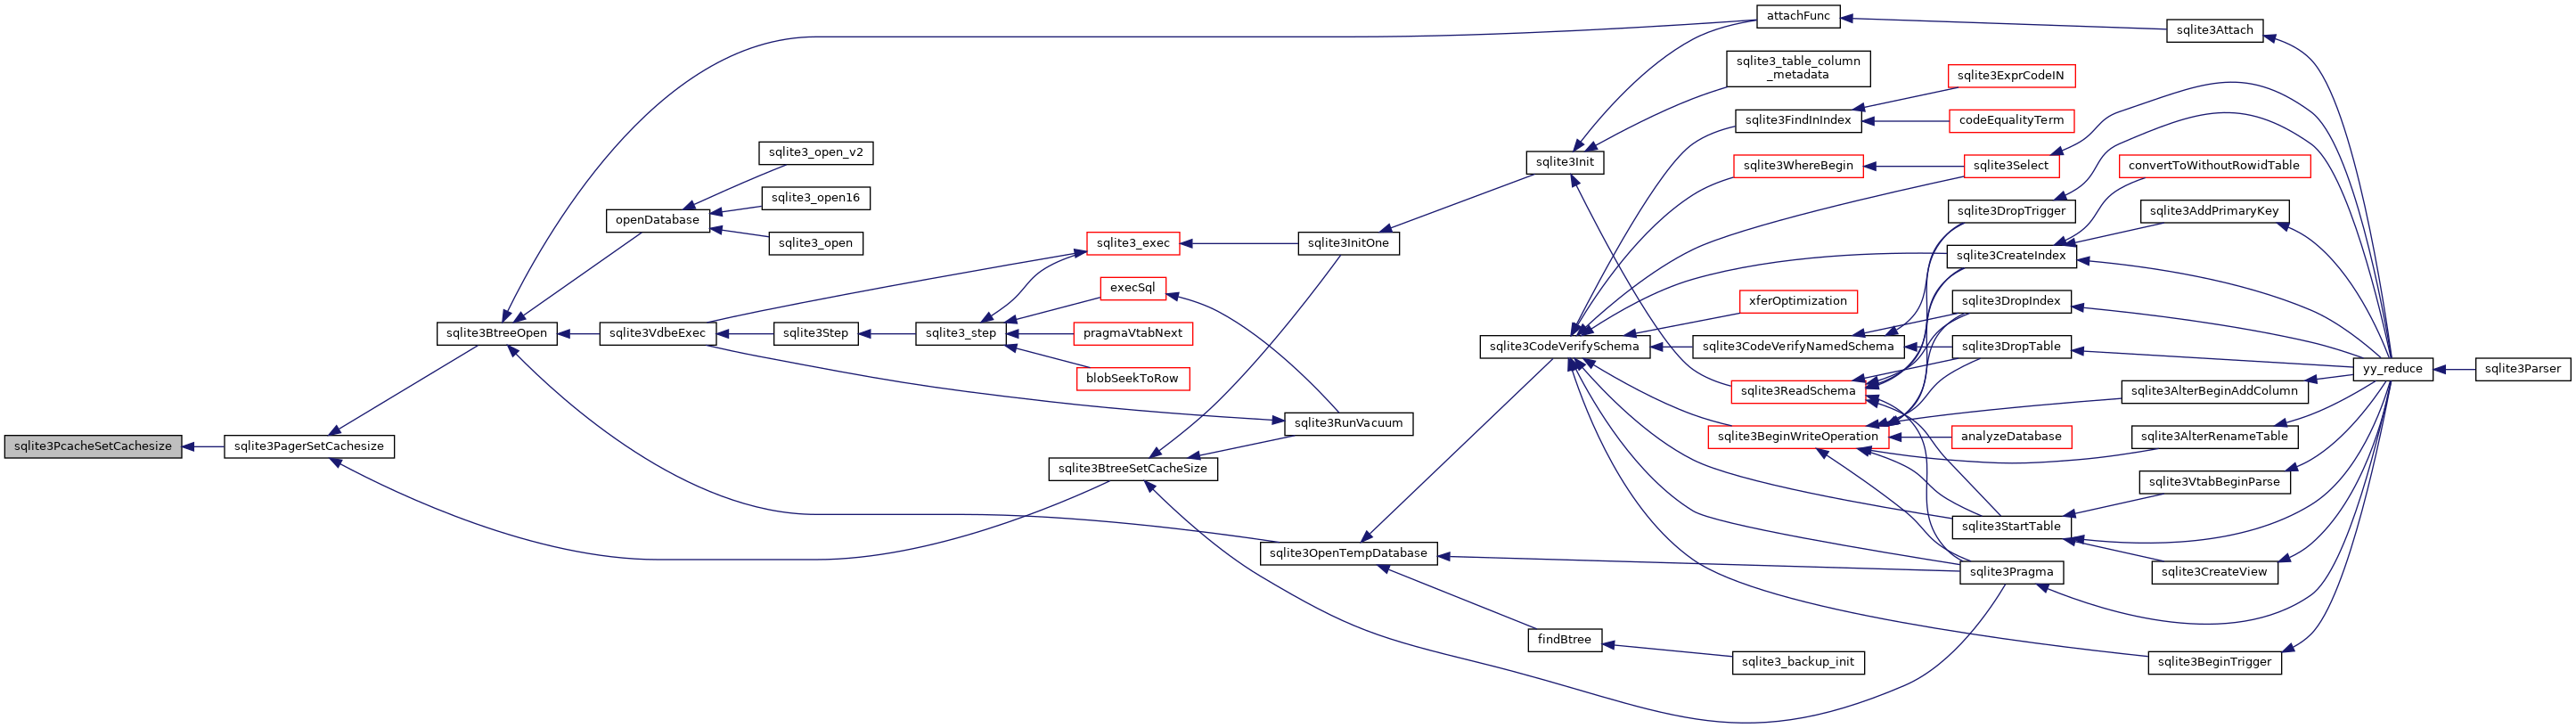 sqlite3PcacheSetCachesize
sqlite3PagerSetCachesize
sqlite3BtreeOpen
attachFunc
sqlite3Attach
yy_reduce
sqlite3Parser
openDatabase
sqlite3_open_v2
sqlite3_open16
sqlite3_open
sqlite3VdbeExec
sqlite3Step
sqlite3_step
sqlite3_exec
execSql
pragmaVtabNext
blobSeekToRow
sqlite3InitOne
sqlite3RunVacuum
sqlite3BtreeSetCacheSize
sqlite3Init
sqlite3_table_column
_metadata
sqlite3OpenTempDatabase
sqlite3CodeVerifySchema
findBtree
sqlite3_backup_init
sqlite3FindInIndex
sqlite3ExprCodeIN
codeEqualityTerm
sqlite3WhereBegin
sqlite3Select
xferOptimization
sqlite3CodeVerifyNamedSchema
sqlite3ReadSchema
sqlite3BeginWriteOperation
sqlite3DropTrigger
sqlite3CreateIndex
sqlite3DropIndex
sqlite3DropTable
analyzeDatabase
sqlite3StartTable
sqlite3Pragma
convertToWithoutRowidTable
sqlite3AddPrimaryKey
sqlite3AlterBeginAddColumn
sqlite3AlterRenameTable
sqlite3VtabBeginParse
sqlite3CreateView
sqlite3BeginTrigger